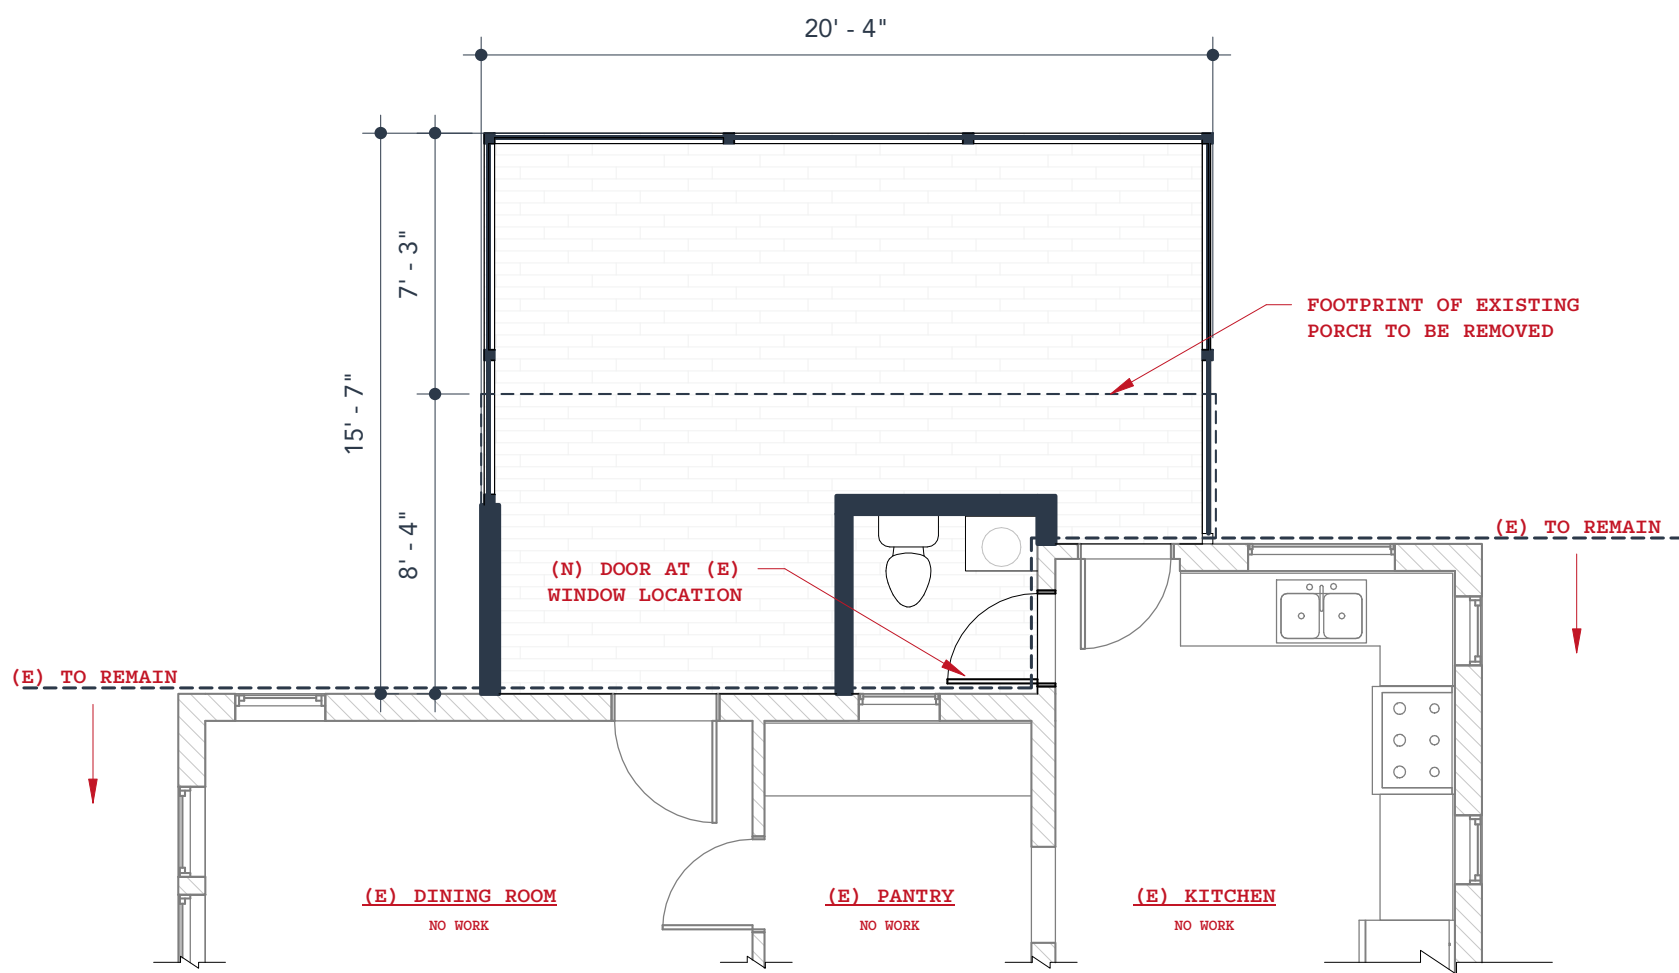 20' - 4"
7' - 3"
15' - 7"
8' - 4"
FOOTPRINT OF EXISTING
PORCH TO BE REMOVED
(E) TO REMAIN
(N) DOOR AT (E)
WINDOW LOCATION
(E) TO REMAIN
(E) DINING ROOM
NO WORK
(E) PANTRY
NO WORK
(E) KITCHEN
NO WORK